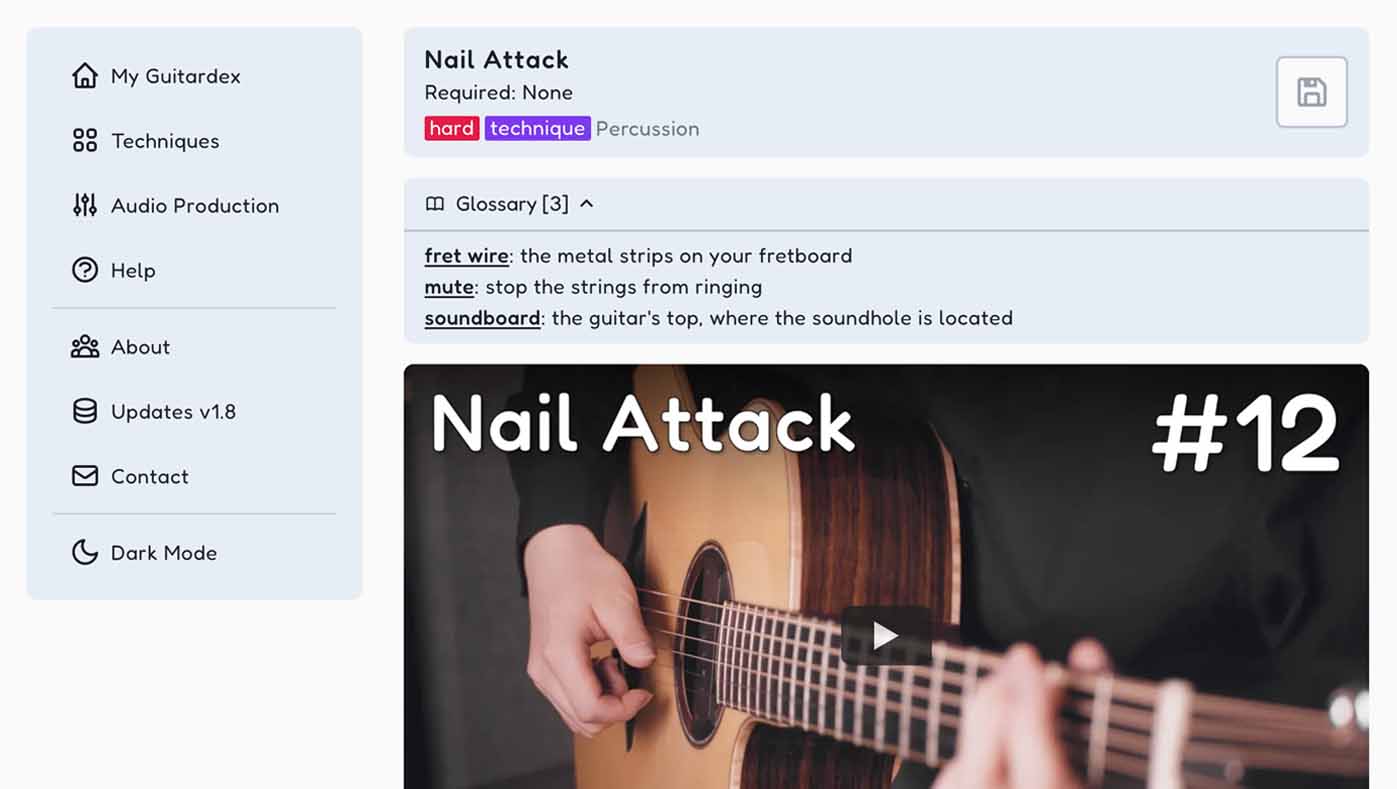 My Guitardex
Techniques
Audio Production
Help
About
Updates v1.8
Contact
Dark Mode
Nail Attack
Required: None
hard technique Percussion
Glossary [3]
fret wire: the metal strips on your fretboard
mute: stop the strings from ringing
soundboard: the guitar's top, where the soundhole is located
Nail Attack #12